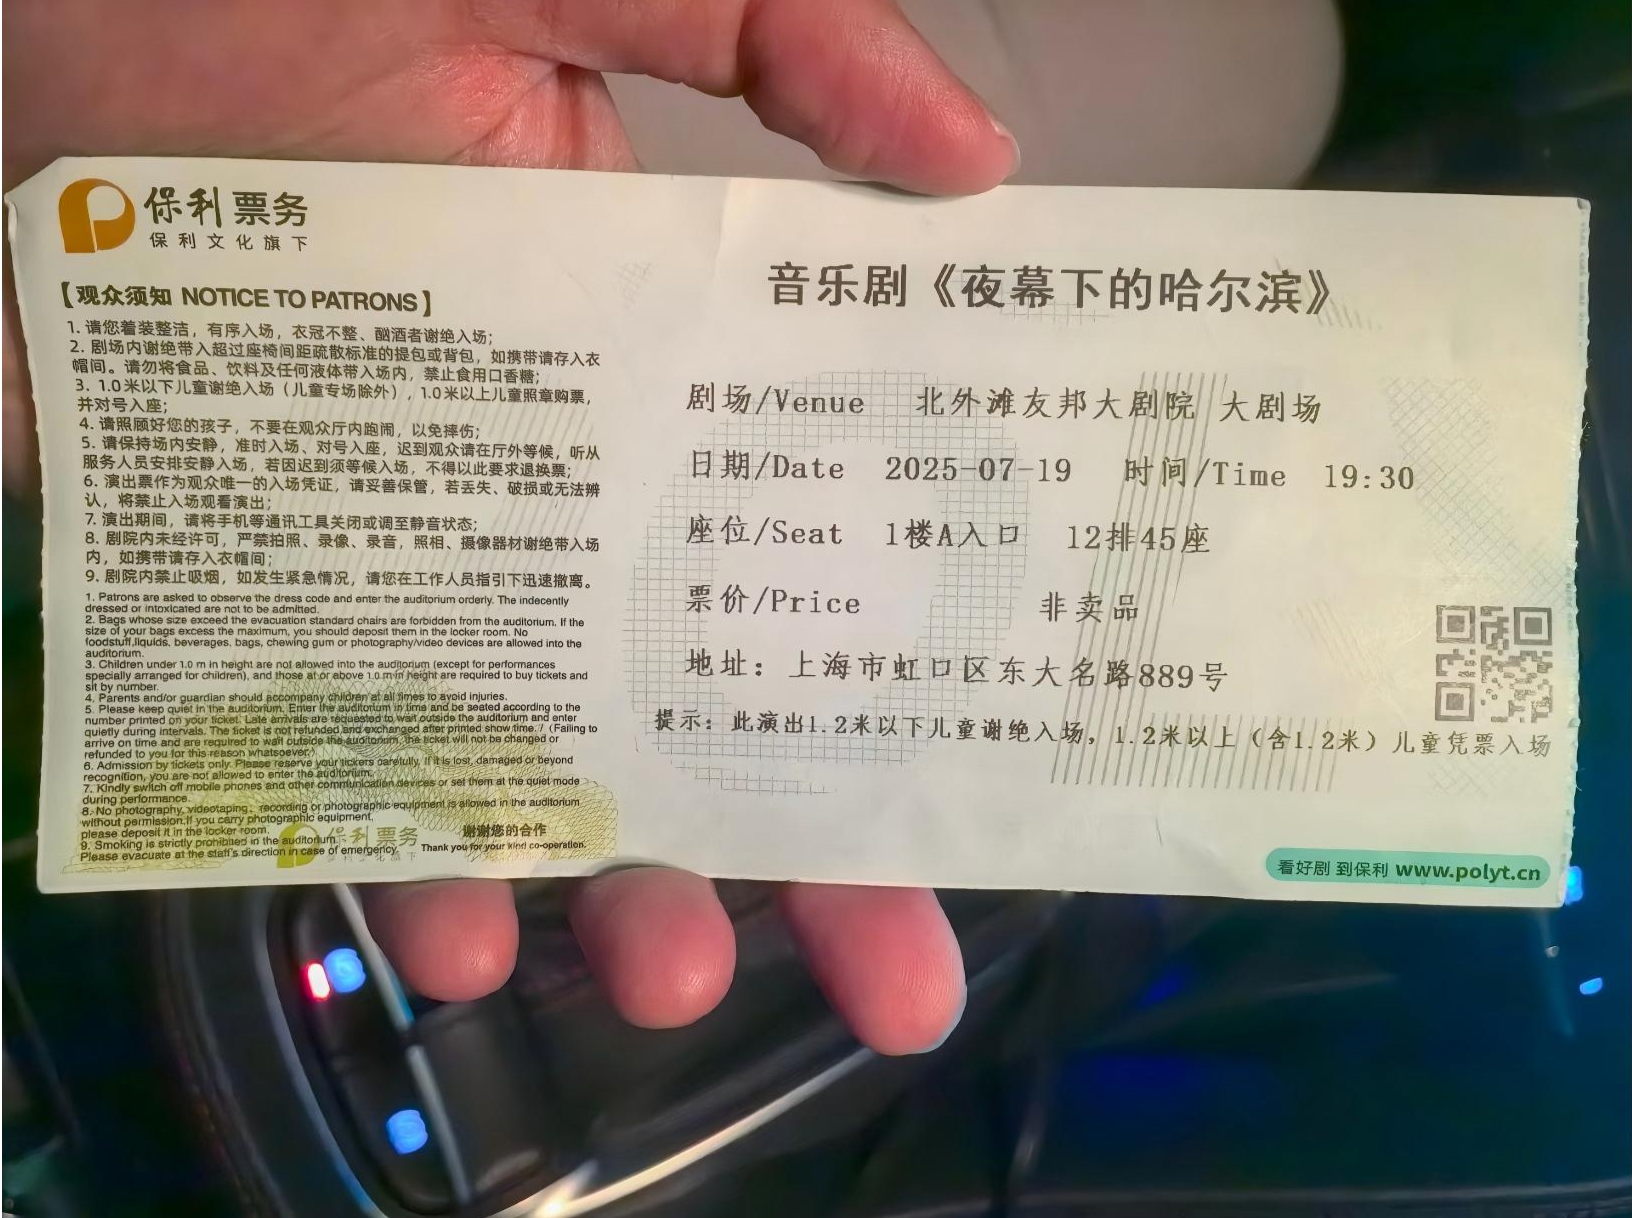 保利票务
保利文化旗下
【观众须知 NOTICE TO PATRONS】
1. 请您着装整洁，有序入场，衣冠不整、酗酒者谢绝入场；
2. 剧场内谢绝带入超过座椅间距疏散标准的提包或背包，如携带请存入衣
帽间。请勿将食品、饮料及任何液体带入场内，禁止食用口香糖；
3. 1.0米以下儿童谢绝入场（儿童专场除外），1.0米以上儿童照章购票，
并对号入座；
4. 请照顾好您的孩子，不要在观众厅内跑闹，以免摔伤；
5. 请保持场内安静，准时入场、对号入座，迟到观众请在厅外等候，听从
服务人员安排安静入场，若因迟到须等候入场，不得以此要求退换票；
6. 演出票作为观众唯一的入场凭证，请妥善保管，若丢失、破损或无法辨
认，将禁止入场观看演出；
7. 演出期间，请将手机等通讯工具关闭或调至静音状态；
8. 剧院内未经许可，严禁拍照、录像、录音，照相、摄像器材谢绝带入场
内，如携带请存入衣帽间；
9. 剧院内禁止吸烟，如发生紧急情况，请您在工作人员指引下迅速撤离。
1. Patrons are asked to observe the dress code and enter the auditorium orderly. The indecently
dressed or intoxicated are not to be admitted.
2. Bags whose size exceed the evacuation standard chairs are forbidden from the auditorium. If the
size of your bags excess the maximum, you should deposit them in the locker room. No
foodstuff,liquids, beverages, bags, chewing gum or photography/video devices are allowed into the
auditorium.
3. Children under 1.0 m in height are not allowed into the auditorium (except for performances
specially arranged for children), and those at or above 1.0 m in height are required to buy tickets and
sit by number.
4. Parents and/or guardian should accompany children at all times to avoid injuries.
5. Please keep quiet in the auditorium. Enter the auditorium in time and be seated according to the
number printed on your ticket. Late arrivals are requested to wait outside the auditorium and enter
quietly during intervals. The ticket is not refunded and exchanged after printed show time. / (Failing to
arrive on time and are required to wait outside the auditorium, the ticket will not be changed or
refunded to you for this reason whatsoever.)
6. Admission by tickets only. Please reserve your tickers carefully. If it is lost, damaged or beyond
recognition, you are not allowed to enter the auditorium.
7. Kindly switch off mobile phones and other communication devices or set them at the quiet mode
during performance.
8. No photography, videotaping, recording or photographic equipment is allowed in the auditorium
without permission.If you carry photographic equipment,
please deposit it in the locker room.
9. Smoking is strictly prohibited in the auditorium.
Please evacuate at the staff's direction in case of emergency.
保利票务
保利文化旗下
谢谢您的合作
Thank you for your kind co-operation.
音乐剧《夜幕下的哈尔滨》
剧场/Venue 北外滩友邦大剧院 大剧场
日期/Date 2025-07-19 时间/Time 19:30
座位/Seat 1楼A入口 12排45座
票价/Price 非卖品
地址：上海市虹口区东大名路889号
提示：此演出1.2米以下儿童谢绝入场，1.2米以上（含1.2米）儿童凭票入场
看好剧 到保利 www.polyt.cn